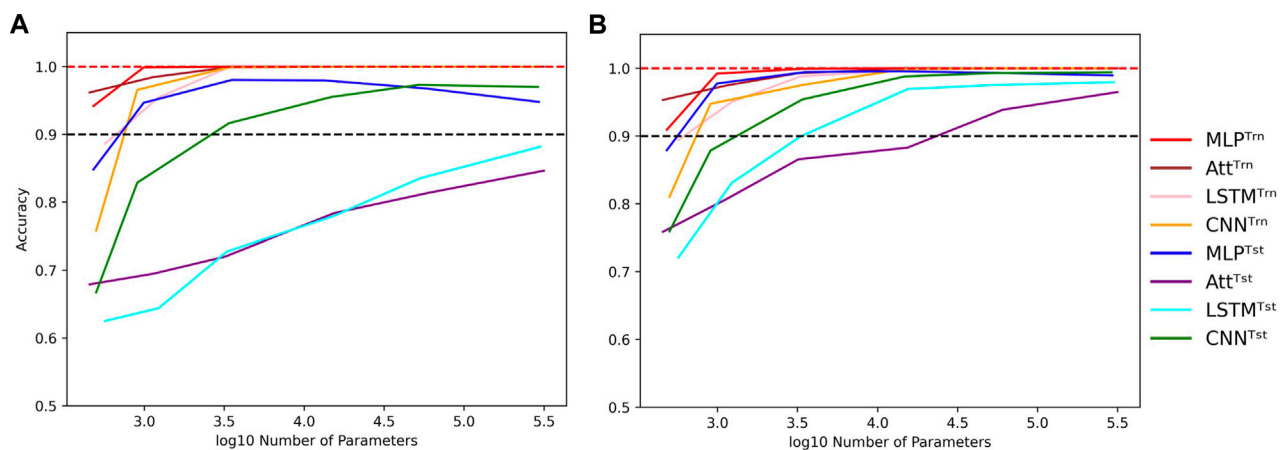 A
B
Accuracy
1.0
0.9
0.8
0.7
0.6
0.5
3.0 3.5 4.0 4.5 5.0 5.5
log10 Number of Parameters
1.0
0.9
0.8
0.7
0.6
0.5
3.0 3.5 4.0 4.5 5.0 5.5
log10 Number of Parameters
MLPᵀʳⁿ
Attᵀʳⁿ
LSTMᵀʳⁿ
CNNᵀʳⁿ
MLPᵀˢᵗ
Attᵀˢᵗ
LSTMᵀˢᵗ
CNNᵀˢᵗ